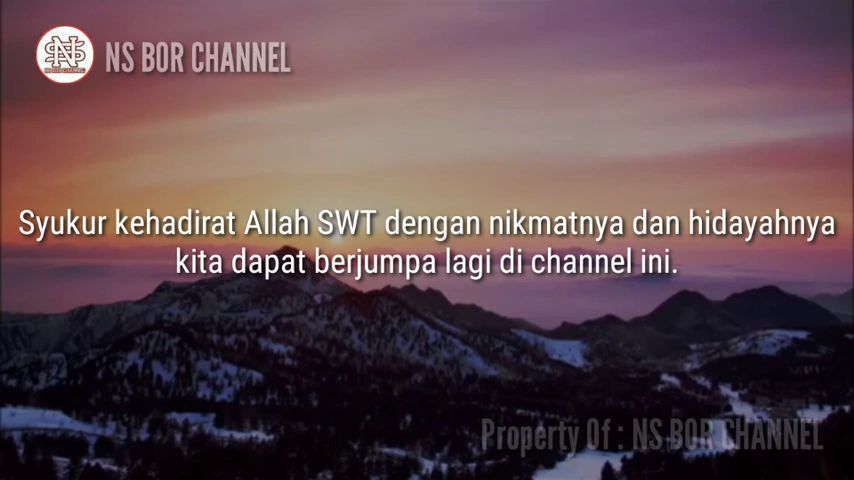 NS BOR CHANNEL
Syukur kehadirat Allah SWT dengan nikmatnya dan hidayahnya
kita dapat berjumpa lagi di channel ini.
Property Of : NS BOR CHANNEL